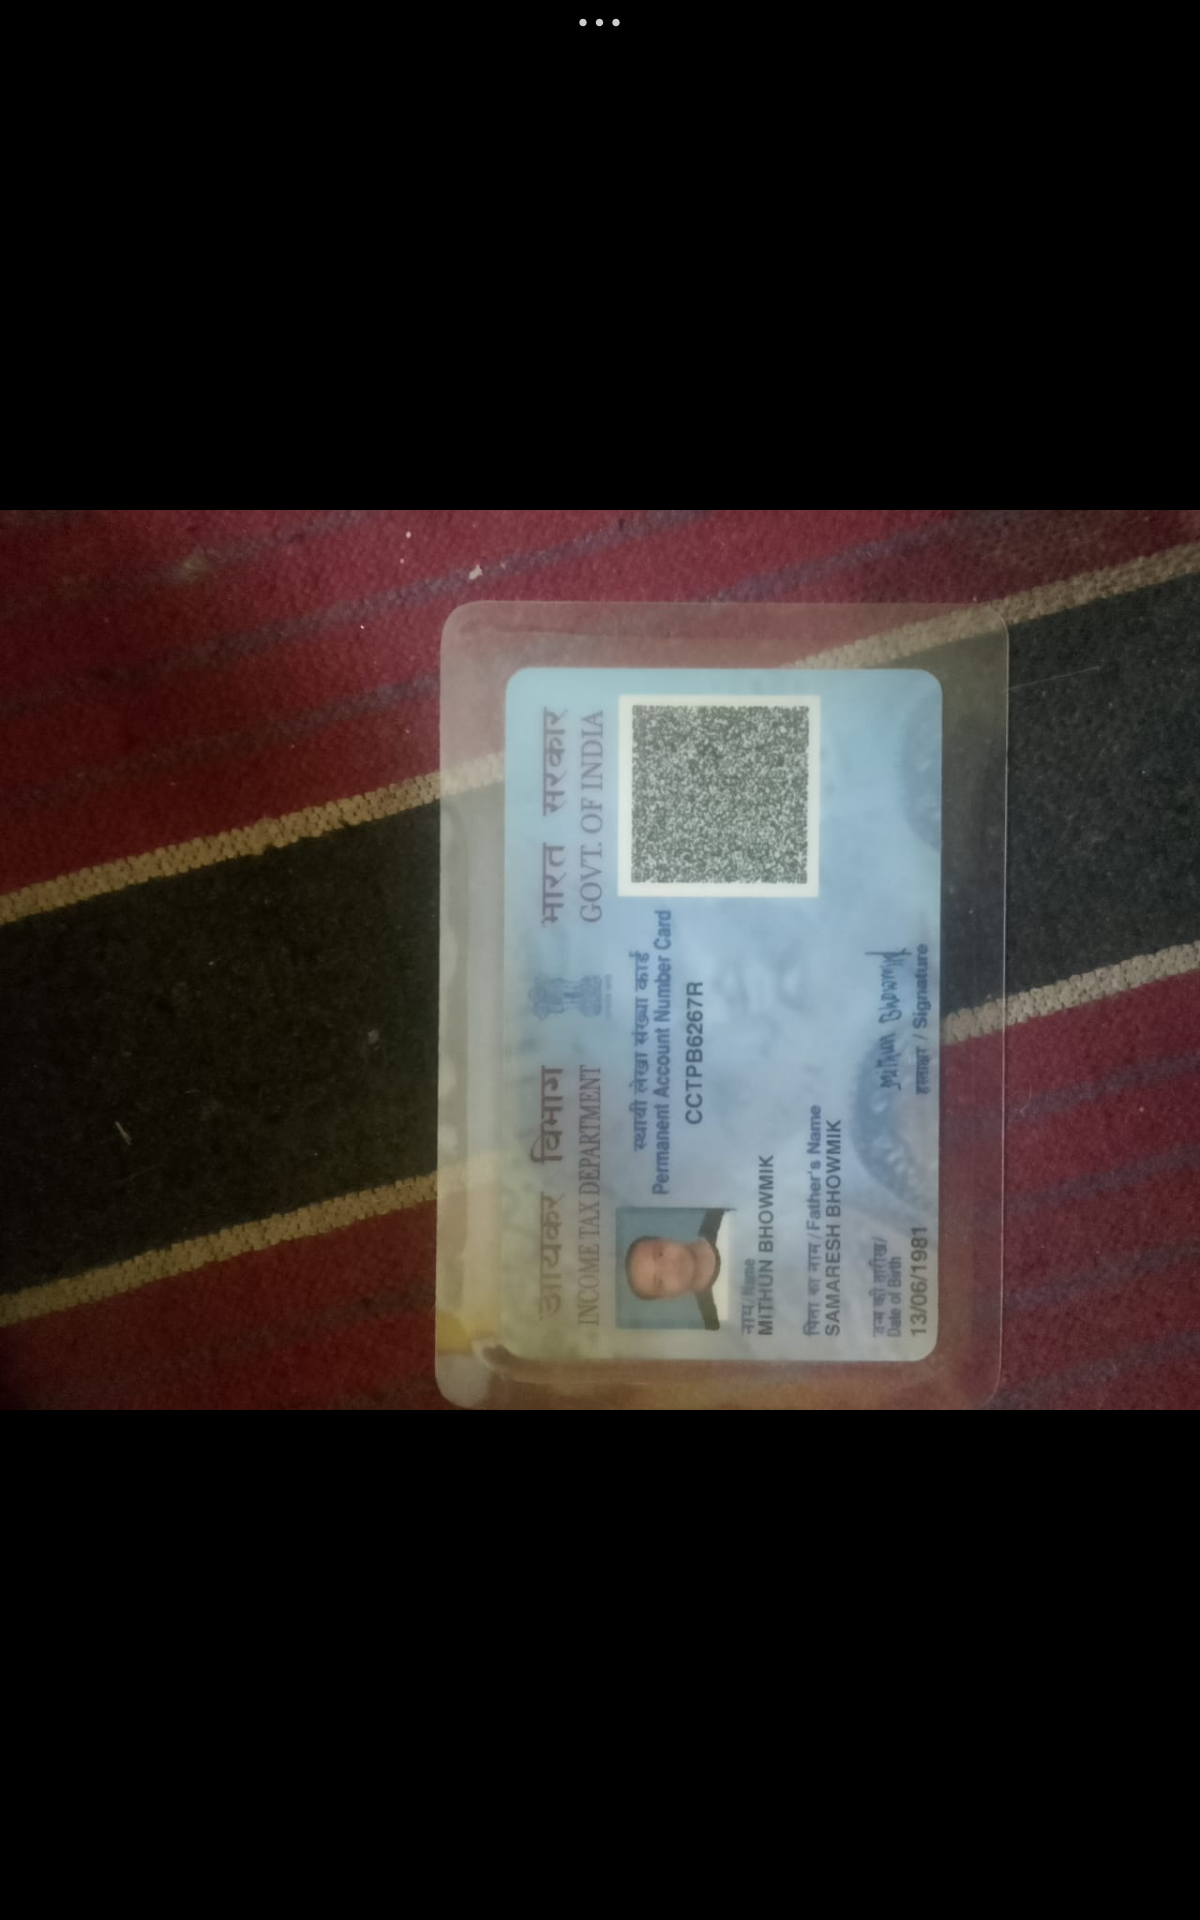 आयकर विभाग
INCOME TAX DEPARTMENT
भारत सरकार
GOVT. OF INDIA
स्थायी लेखा संख्या कार्ड
Permanent Account Number Card
CCTPB6267R
नाम / Name
MITHUN BHOWMIK
पिता का नाम / Father's Name
SAMARESH BHOWMIK
जन्म की तारीख /
Date of Birth
13/06/1981
Mithun Bhowmik
हस्ताक्षर / Signature